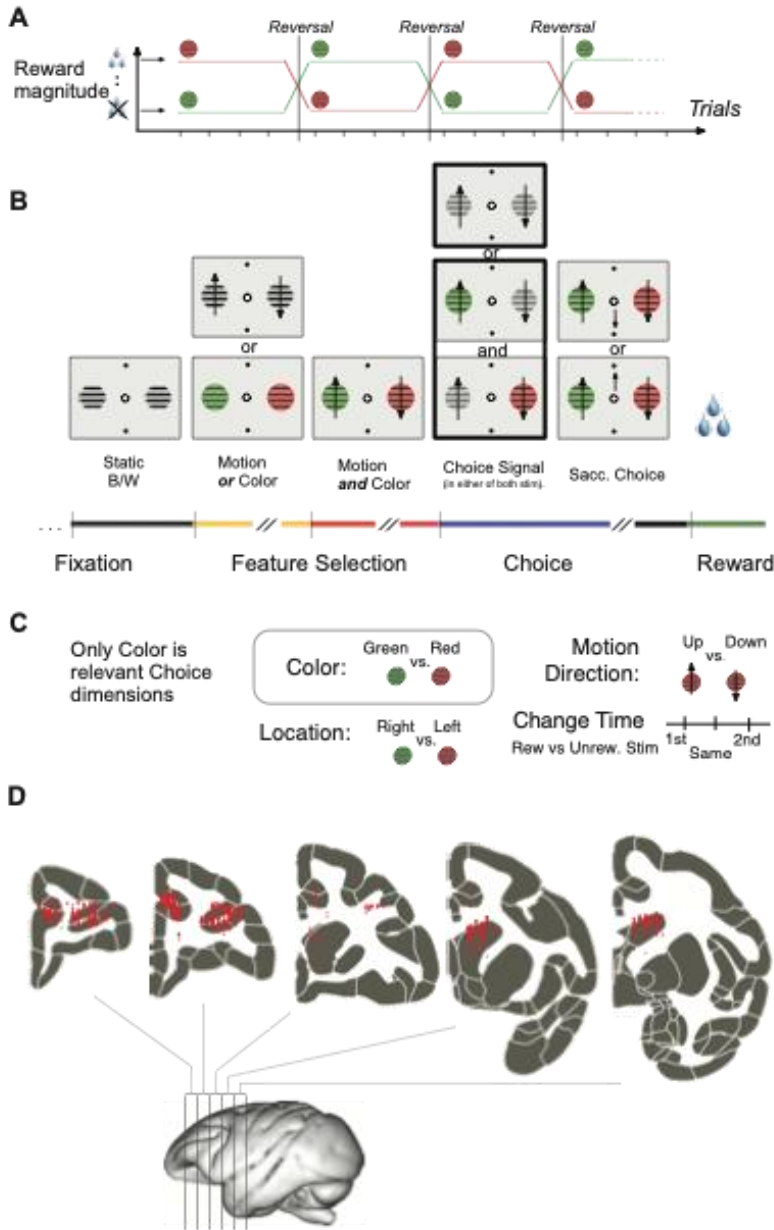 A
Reversal Reversal Reversal
Reward
magnitude
Trials
B
or
or
and
or
Static
B/W
Motion
or Color
Motion
and Color
Choice Signal
(in either of both stim).
Sacc. Choice
...
Fixation
Feature Selection
Choice
Reward
C
Only Color is
relevant Choice
dimensions
Color:
Green
vs.
Red
Location:
Right
vs.
Left
Motion
Direction:
Up
vs.
Down
Change Time
Rew vs Unrew. Stim
1st
Same
2nd
D